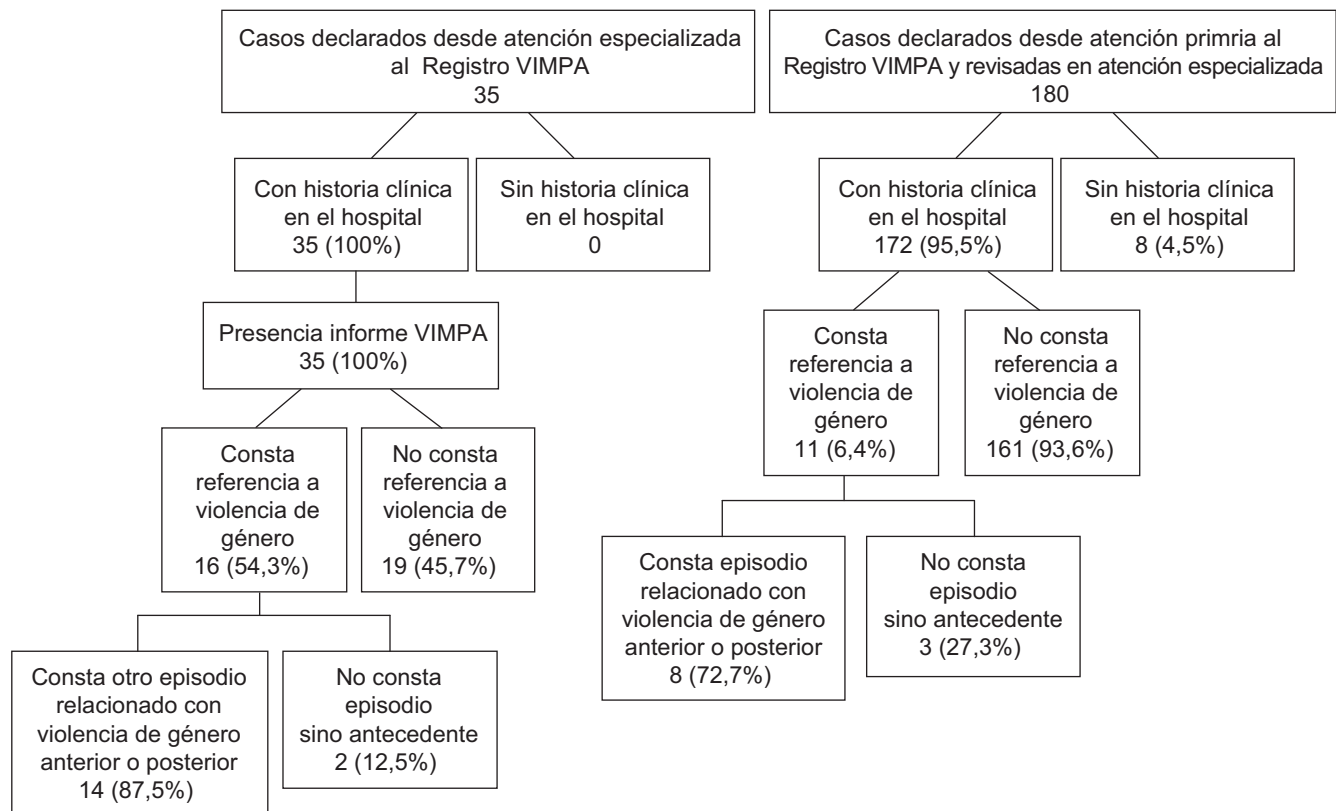 Casos declarados desde atención especializada
al Registro VIMPA
35
Casos declarados desde atención primria al
Registro VIMPA y revisadas en atención especializada
180
Con historia clínica
en el hospital
35 (100%)
Sin historia clínica
en el hospital
0
Con historia clínica
en el hospital
172 (95,5%)
Sin historia clínica
en el hospital
8 (4,5%)
Presencia informe VIMPA
35 (100%)
Consta
referencia a
violencia de
género
11 (6,4%)
No consta
referencia a
violencia de
género
161 (93,6%)
Consta
referencia a
violencia de
género
16 (54,3%)
No consta
referencia a
violencia de
género
19 (45,7%)
Consta episodio
relacionado con
violencia de género
anterior o posterior
8 (72,7%)
No consta
episodio
sino antecedente
3 (27,3%)
Consta otro episodio
relacionado con
violencia de género
anterior o posterior
14 (87,5%)
No consta
episodio
sino antecedente
2 (12,5%)